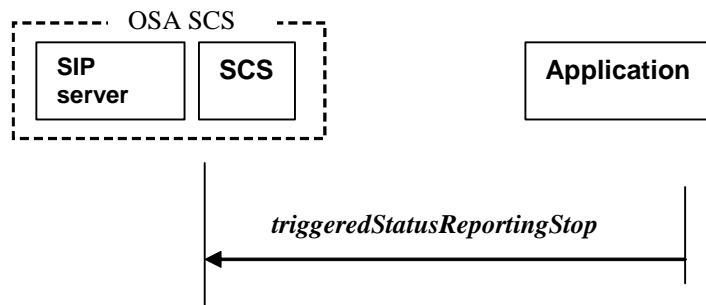 OSA SCS
SIP
server
SCS
Application
triggeredStatusReportingStop